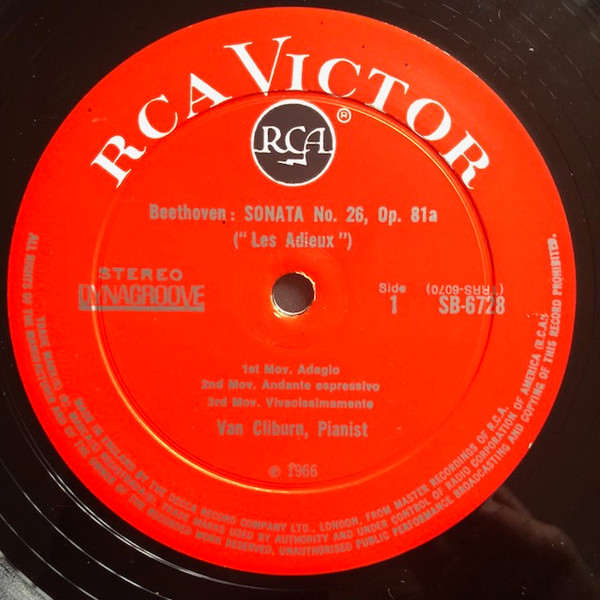 RCA VICTOR
RCA ®
Beethoven: SONATA No. 26, Op. 81a
("Les Adieux")
STEREO
DYNAGROOVE
Side
1
(TRRS-6070)
SB-6728
1st Mov. Adagio
2nd Mov. Andante espressivo
3rd Mov. Vivacissimamente
Van Cliburn, Pianist
℗ 1966
MADE IN ENGLAND BY THE DECCA RECORD COMPANY LTD., LONDON, FROM MASTER RECORDINGS OF R.C.A.
TRADE MARKS USED BY AUTHORITY AND UNDER CONTROL OF RADIO CORPORATION OF AMERICA (R.C.A.)
ALL RIGHTS OF THE MANUFACTURER AND OF THE OWNER OF THE RECORDED WORK RESERVED, UNAUTHORISED PUBLIC PERFORMANCE BROADCASTING AND COPYING OF THIS RECORD PROHIBITED.